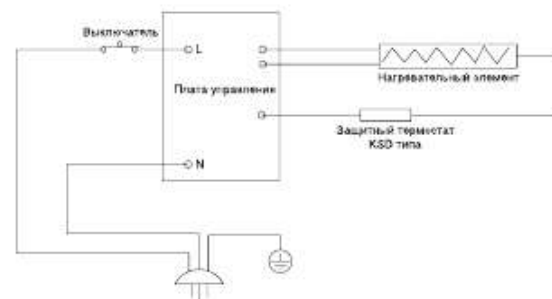 Выключатель
L
Плата управления
Нагревательный элемент
Защитный термостат
KSD типа
N